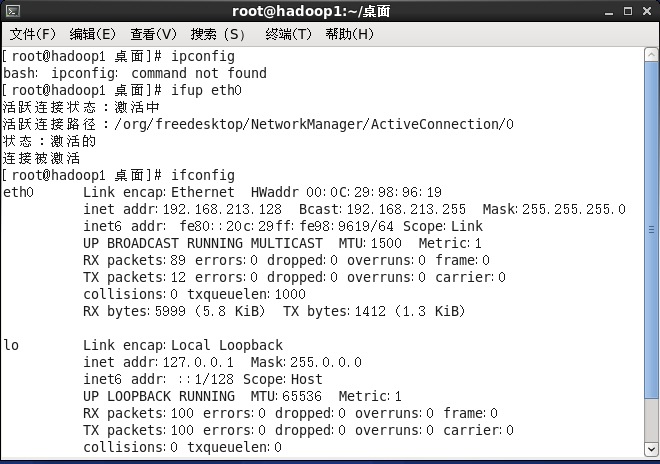 root@hadoop1:~/桌面
文件(F) 编辑(E) 查看(V) 搜索 (S) 终端(T) 帮助(H)
[root@hadoop1 桌面]# ipconfig
bash: ipconfig: command not found
[root@hadoop1 桌面]# ifup eth0
活跃连接状态：激活中
活跃连接路径：/org/freedesktop/NetworkManager/ActiveConnection/0
状态：激活的
连接被激活
[root@hadoop1 桌面]# ifconfig
eth0      Link encap:Ethernet  HWaddr 00:0C:29:98:96:19
          inet addr:192.168.213.128  Bcast:192.168.213.255  Mask:255.255.255.0
          inet6 addr: fe80::20c:29ff:fe98:9619/64 Scope:Link
          UP BROADCAST RUNNING MULTICAST  MTU:1500  Metric:1
          RX packets:89 errors:0 dropped:0 overruns:0 frame:0
          TX packets:12 errors:0 dropped:0 overruns:0 carrier:0
          collisions:0 txqueuelen:1000
          RX bytes:5999 (5.8 KiB)  TX bytes:1412 (1.3 KiB)
lo        Link encap:Local Loopback
          inet addr:127.0.0.1  Mask:255.0.0.0
          inet6 addr: ::1/128 Scope:Host
          UP LOOPBACK RUNNING  MTU:65536  Metric:1
          RX packets:100 errors:0 dropped:0 overruns:0 frame:0
          TX packets:100 errors:0 dropped:0 overruns:0 carrier:0
          collisions:0 txqueuelen:0